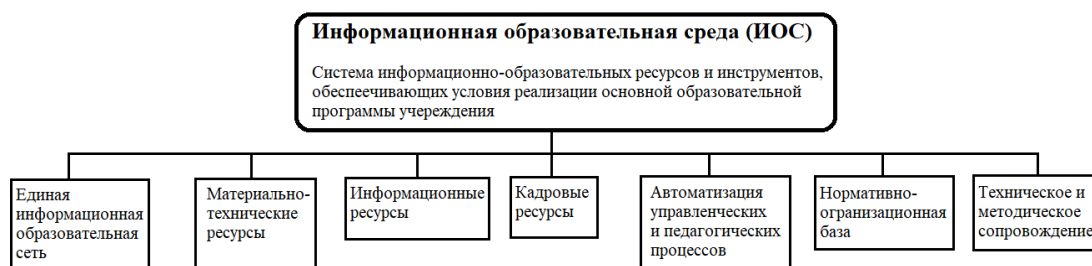 Информационная образовательная среда (ИОС)
Система информационно-образовательных ресурсов и инструментов,
обеспеечивающих условия реализации основной образовательной
программы учереждения
Единая
информационная
образовательная
сеть
Материально-
технические
ресурсы
Информационные
ресурсы
Кадровые
ресурсы
Автоматизация
управленческих
и педагогических
процессов
Нормативно-
огранизационная
база
Техническое и
методическое
сопровождение